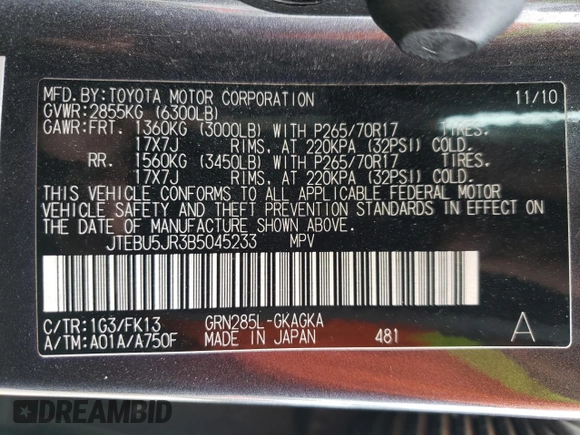 MFD.BY:TOYOTA MOTOR CORPORATION 11/10
GVWR:2855KG (6300LB)
GAWR:FRT. 1360KG (3000LB) WITH P265/70R17 TIRES.
17X7J RIMS, AT 220KPA (32PSI) COLD.
RR. 1560KG (3450LB) WITH P265/70R17 TIRES.
17X7J RIMS, AT 220KPA (32PSI) COLD.
THIS VEHICLE CONFORMS TO ALL APPLICABLE FEDERAL MOTOR
VEHICLE SAFETY AND THEFT PREVENTION STANDARDS IN EFFECT ON
THE DATE OF MANUFACTURE SHOWN ABOVE.
JTEBU5JR3B5045233 MPV
C/TR:1G3/FK13 GRN285L-GKAGKA
A/TM:A01A/A750F MADE IN JAPAN 481 A
DREAMBID